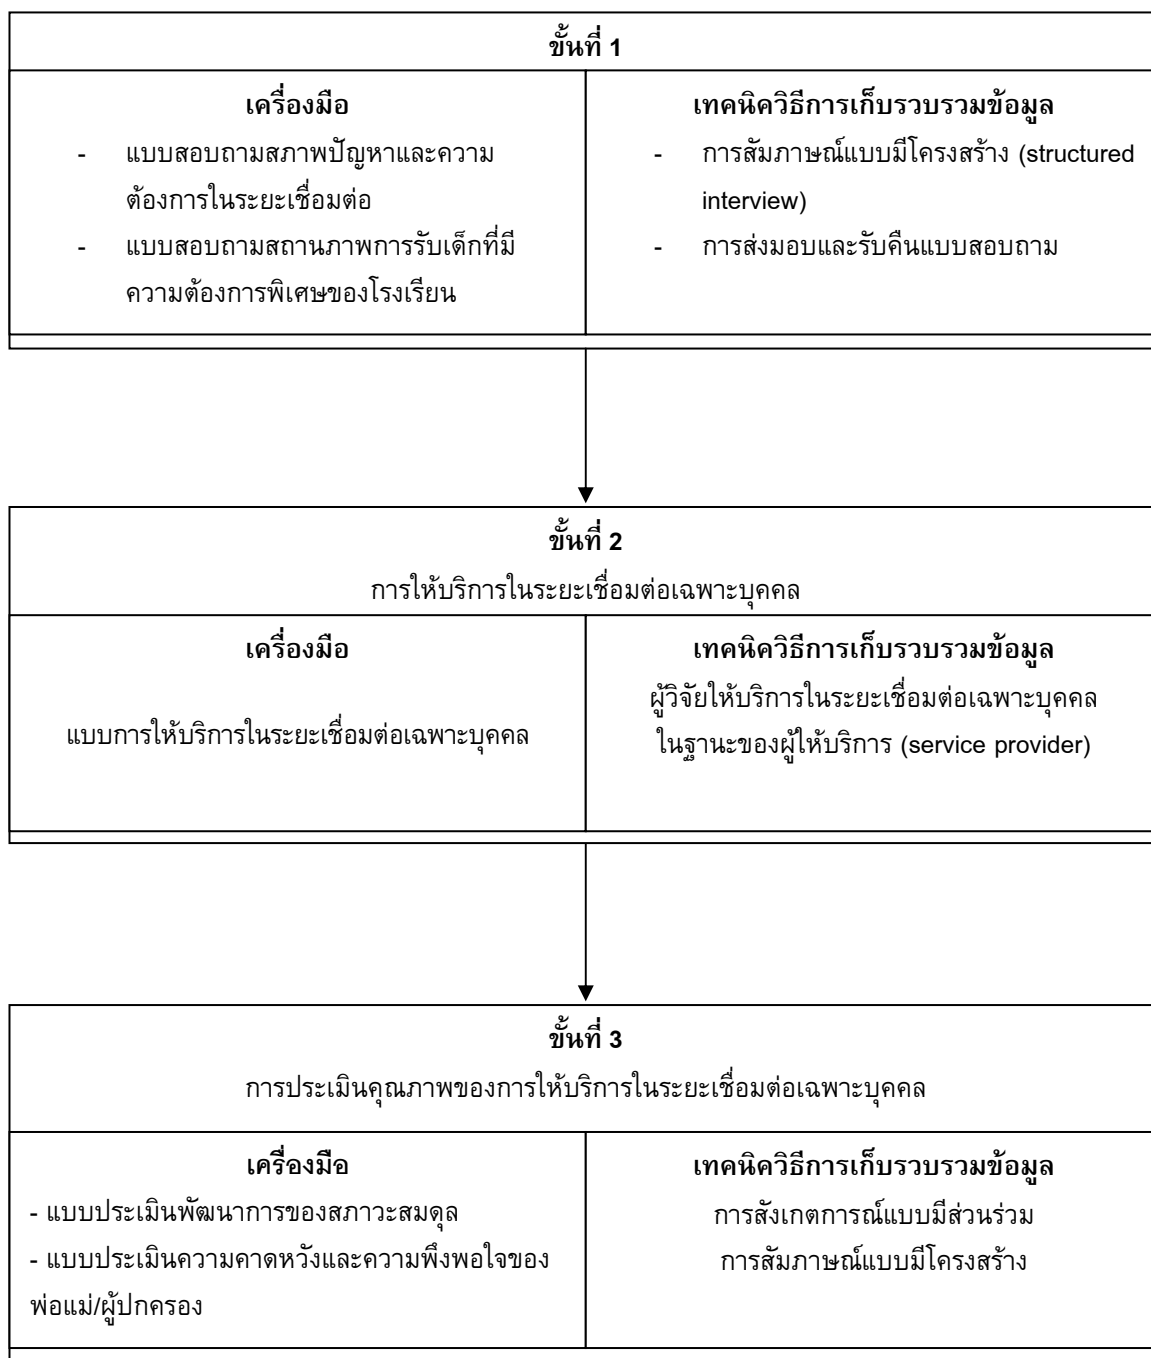 ขั้นที่ 1
เครื่องมือ
- แบบสอบถามสภาพปัญหาและความ
ต้องการในระยะเชื่อมต่อ
- แบบสอบถามสถานภาพการรับเด็กที่มี
ความต้องการพิเศษของโรงเรียน
เทคนิควิธีการเก็บรวบรวมข้อมูล
- การสัมภาษณ์แบบมีโครงสร้าง (structured
interview)
- การส่งมอบและรับคืนแบบสอบถาม
ขั้นที่ 2
การให้บริการในระยะเชื่อมต่อเฉพาะบุคคล
เครื่องมือ
แบบการให้บริการในระยะเชื่อมต่อเฉพาะบุคคล
เทคนิควิธีการเก็บรวบรวมข้อมูล
ผู้วิจัยให้บริการในระยะเชื่อมต่อเฉพาะบุคคล
ในฐานะของผู้ให้บริการ (service provider)
ขั้นที่ 3
การประเมินคุณภาพของการให้บริการในระยะเชื่อมต่อเฉพาะบุคคล
เครื่องมือ
- แบบประเมินพัฒนาการของสภาวะสมดุล
- แบบประเมินความคาดหวังและความพึงพอใจของ
พ่อแม่/ผู้ปกครอง
เทคนิควิธีการเก็บรวบรวมข้อมูล
การสังเกตการณ์แบบมีส่วนร่วม
การสัมภาษณ์แบบมีโครงสร้าง